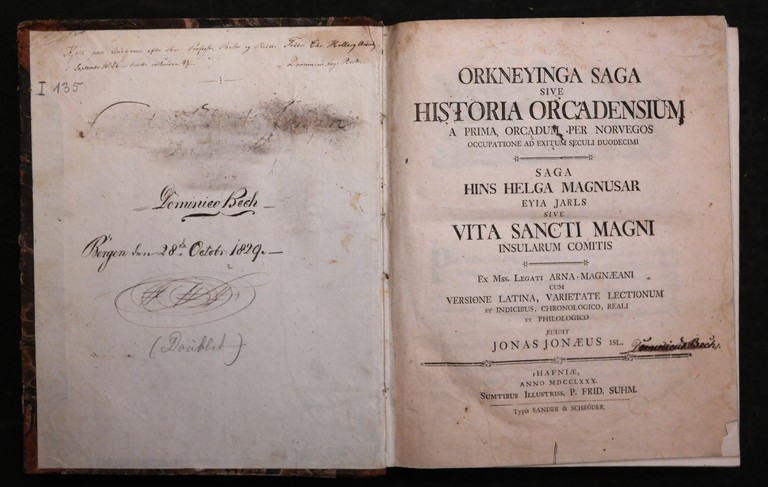 I 135
Dominico Bech
Bergen den 28de Octobr 1829.
(Doublet)
ORKNEYINGA SAGA
SIVE
HISTORIA ORCADENSIUM
A PRIMA, ORCADUM PER NORVEGOS
OCCUPATIONE AD EXITUM SECULI DUODECIMI
SAGA
HINS HELGA MAGNUSAR
EYIA JARLS
SIVE
VITA SANCTI MAGNI
INSULARUM COMITIS
EX MSS. LEGATI ARNA-MAGNÆANI
CUM
VERSIONE LATINA, VARIETATE LECTIONUM
ET INDICIBUS, CHRONOLOGICO, REALI
ET PHILOLOGICO
EDIDIT
JONAS JONÆUS ISL.
Dominicus Bech.
HAFNIÆ,
ANNO MDCCLXXX.
SUMTIBUS ILLUSTRISS. P. FRID. SUHM.
Typis SANDER & SCHRÖDER.